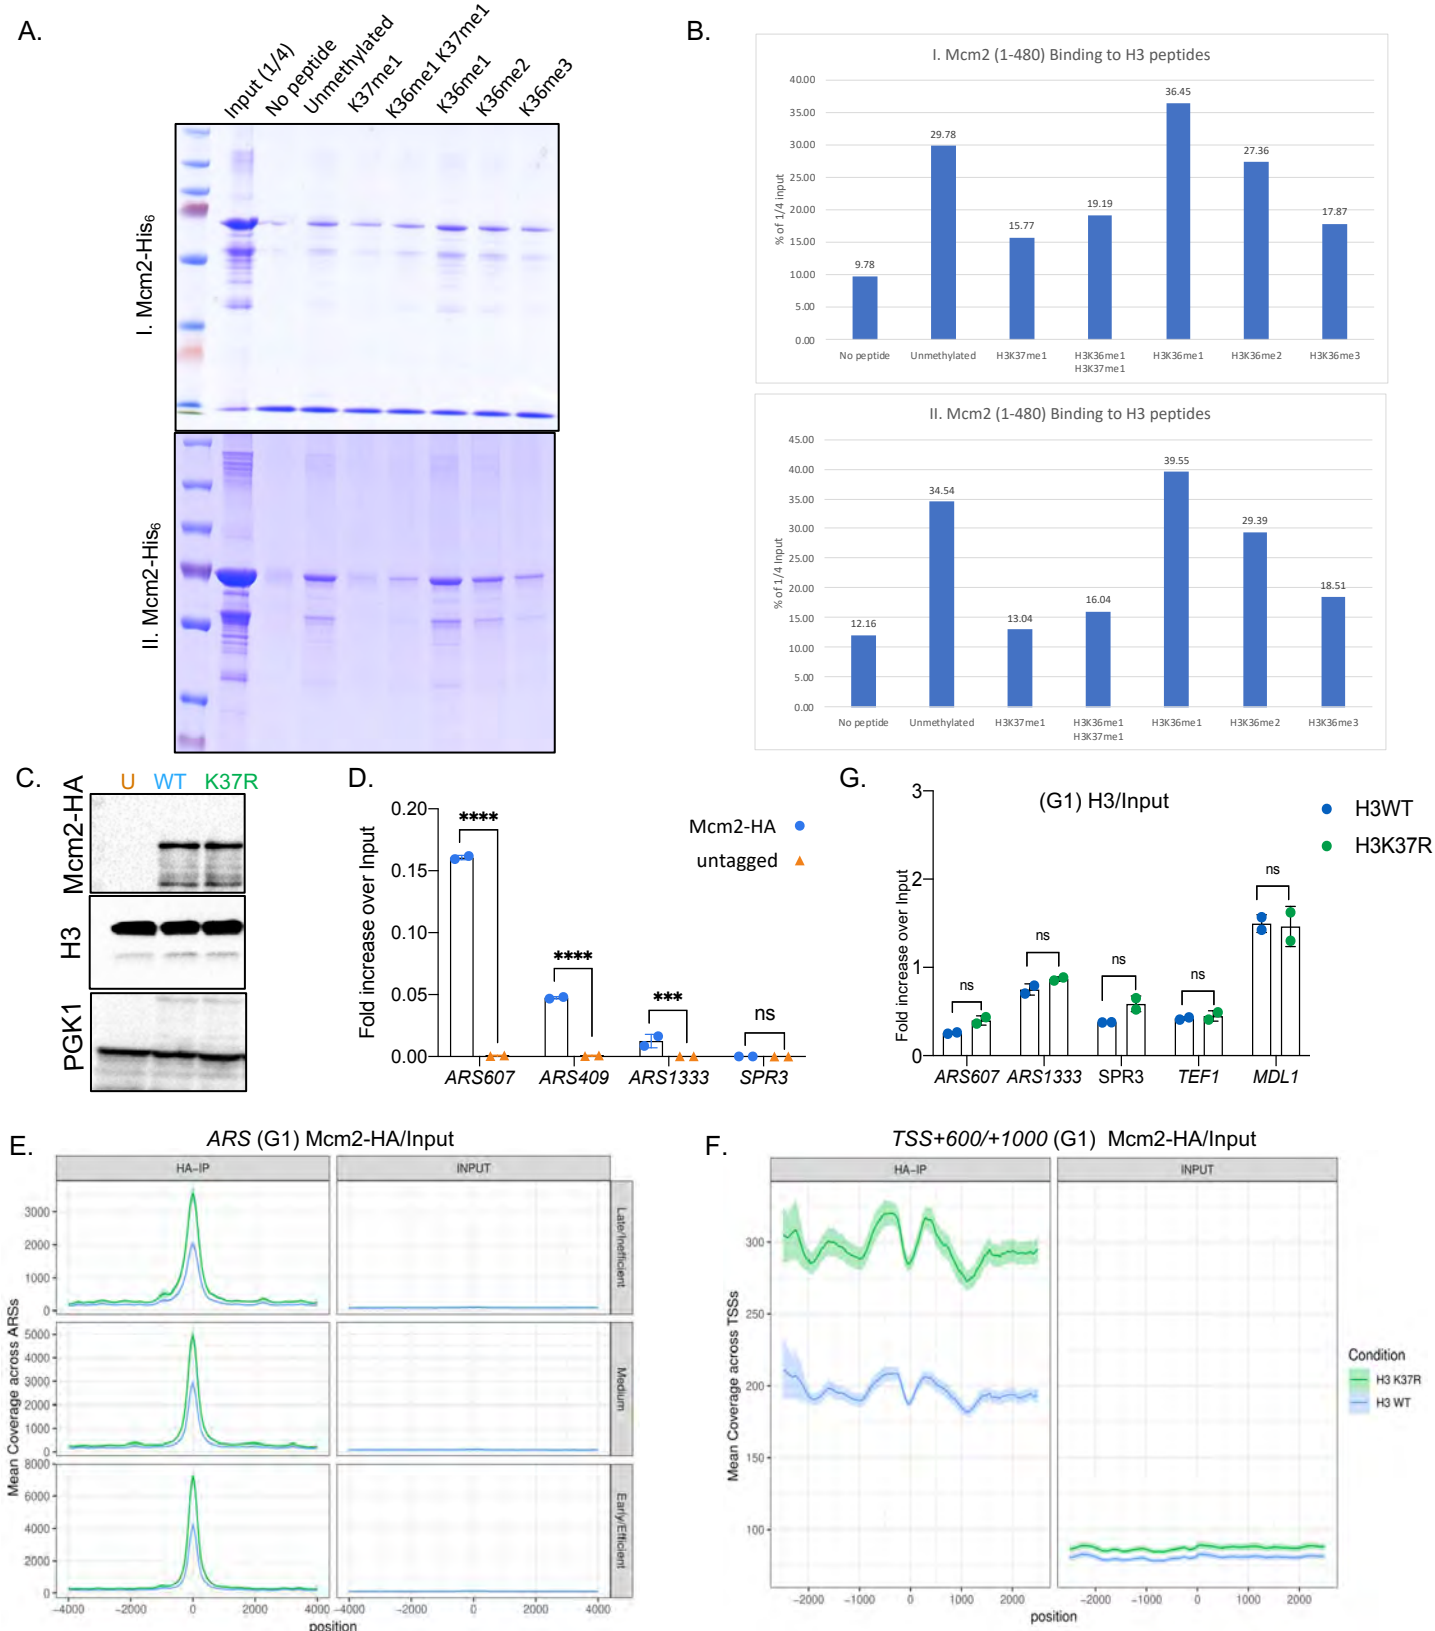 A.
Input (1/4)
No peptide
Unmethylated
K37me1
K36me1 K37me1
K36me1
K36me2
K36me3
I. Mcm2-His6
II. Mcm2-His6
B.
I. Mcm2 (1-480) Binding to H3 peptides
% of 1/4 input
40.00
35.00
30.00
25.00
20.00
15.00
10.00
5.00
0.00
9.78
29.78
15.77
19.19
36.45
27.36
17.87
No peptide
Unmethylated
H3K37me1
H3K36me1
H3K37me1
H3K36me1
H3K36me2
H3K36me3
II. Mcm2 (1-480) Binding to H3 peptides
% of 1/4 Input
45.00
40.00
35.00
30.00
25.00
20.00
15.00
10.00
5.00
0.00
12.16
34.54
13.04
16.04
39.55
29.39
18.51
No peptide
Unmethylated
H3K37me1
H3K36me1
H3K37me1
H3K36me1
H3K36me2
H3K36me3
C.
U WT K37R
Mcm2-HA
H3
PGK1
D.
Fold increase over Input
0.20
0.15
0.10
0.05
0.00
****
****
***
ns
Mcm2-HA
untagged
ARS607 ARS409 ARS1333 SPR3
G.
(G1) H3/Input
Fold increase over Input
3
2
1
0
ns
ns
ns
ns
ns
H3WT
H3K37R
ARS607 ARS1333 SPR3 TEF1 MDL1
E.
ARS (G1) Mcm2-HA/Input
HA-IP
INPUT
Mean Coverage across ARSs
3000
2000
1000
0
Late/Inefficient
5000
4000
3000
2000
1000
0
Medium
8000
6000
4000
2000
0
Early/Efficient
-4000 -2000 0 2000 4000
-4000 -2000 0 2000 4000
position
F.
TSS+600/+1000 (G1) Mcm2-HA/Input
HA-IP
INPUT
Mean Coverage across TSSs
300
250
200
150
100
-2000 -1000 0 1000 2000
-2000 -1000 0 1000 2000
position
Condition
H3 K37R
H3 WT